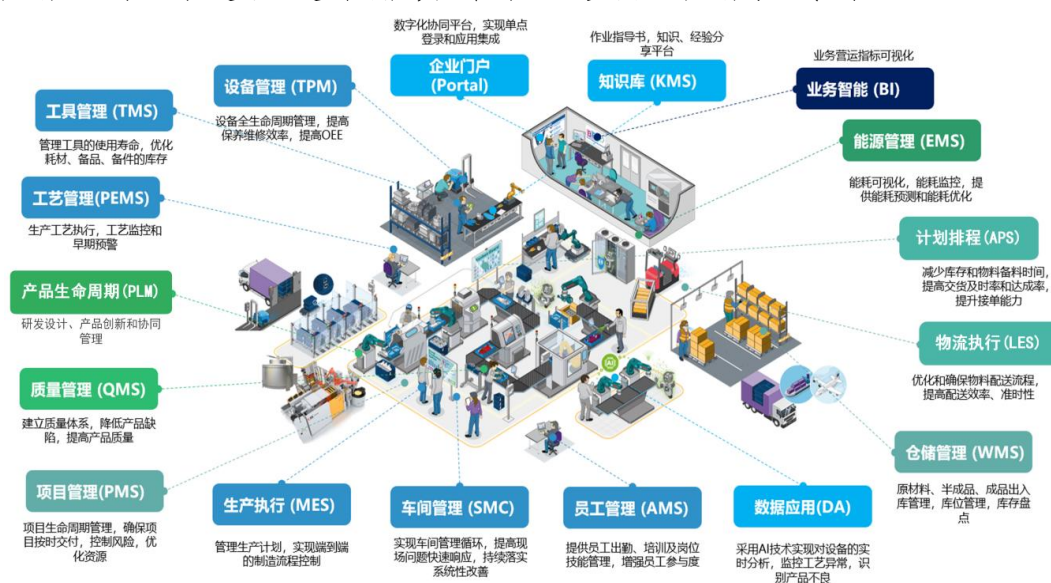 数字化协同平台，实现单点
登录和应用集成
企业门户
(Portal)
作业指导书，知识、经验分
享平台
知识库 (KMS)
业务营运指标可视化
业务智能 (BI)
设备管理 (TPM)
设备全生命周期管理，提高
保养维修效率，提高OEE
工具管理 (TMS)
管理工具的使用寿命，优化
耗材、备品、备件的库存
能源管理 (EMS)
能耗可视化，能耗监控，提
供能耗预测和能耗优化
工艺管理(PEMS)
生产工艺执行，工艺监控和
早期预警
计划排程(APS)
减少库存和物料备料时间，
提高交货及时率和达成率，
提升接单能力
产品生命周期(PLM)
研发设计、产品创新和协同
管理
物流执行(LES)
优化和确保物料配送流程，
提高配送效率、准时性
质量管理 (QMS)
建立质量体系，降低产品缺
陷，提高产品质量
AI
仓储管理 (WMS)
原材料、半成品、成品出入
库管理，库位管理，库存盘
点
项目管理(PMS)
项目生命周期管理，确保项
目按时交付，控制风险，优
化资源
生产执行 (MES)
管理生产计划，实现端到端
的制造流程控制
车间管理 (SMC)
实现车间管理循环，提高现
场问题快速响应，持续落实
系统性改善
员工管理 (AMS)
提供员工出勤、培训及岗位
技能管理，增强员工参与度
数据应用(DA)
采用AI技术实现对设备的实
时分析，监控工艺异常，识
别产品不良